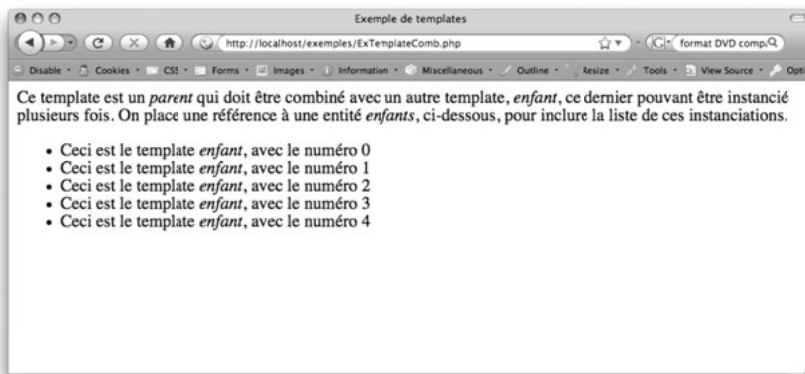 Exemple de templates
http://localhost/exemples/ExTemplateComb.php
format DVD comp
Disable Cookies CSS Forms Images Information Miscellaneous Outline Resize Tools View Source Opti
Ce template est un parent qui doit être combiné avec un autre template, enfant, ce dernier pouvant être instancié
plusieurs fois. On place une référence à une entité enfants, ci-dessous, pour inclure la liste de ces instanciations.
• Ceci est le template enfant, avec le numéro 0
• Ceci est le template enfant, avec le numéro 1
• Ceci est le template enfant, avec le numéro 2
• Ceci est le template enfant, avec le numéro 3
• Ceci est le template enfant, avec le numéro 4